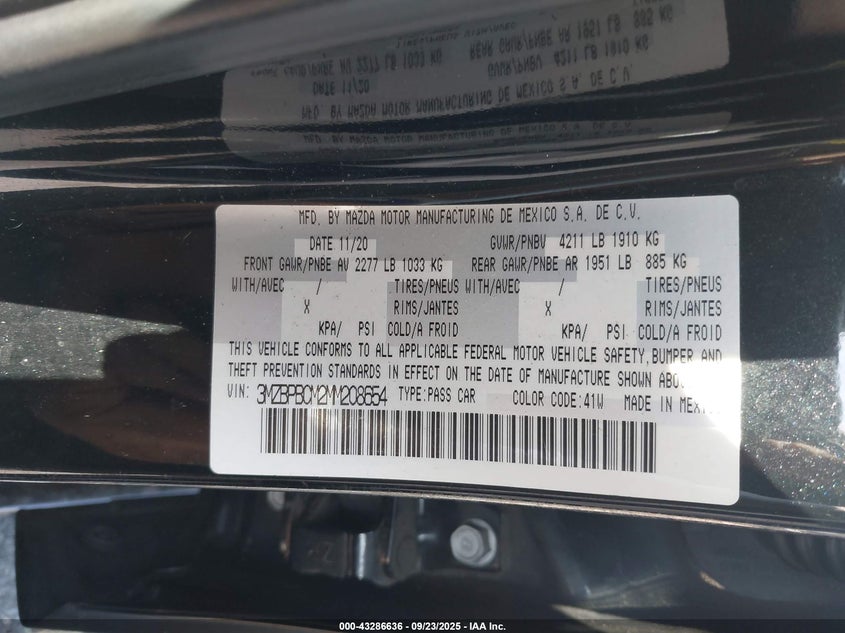 MFD. BY MAZDA MOTOR MANUFACTURING DE MEXICO S.A. DE C.V.
DATE 11/20 GVWR/PNBV 4211 LB 1910 KG
FRONT GAWR/PNBE AV 2277 LB 1033 KG REAR GAWR/PNBE AR 1951 LB 885 KG
WITH/AVEC / TIRES/PNEUS WITH/AVEC / TIRES/PNEUS
X RIMS/JANTES X RIMS/JANTES
KPA/ PSI COLD/A FROID KPA/ PSI COLD/A FROID
THIS VEHICLE CONFORMS TO ALL APPLICABLE FEDERAL MOTOR VEHICLE SAFETY, BUMPER AND
THEFT PREVENTION STANDARDS IN EFFECT ON THE DATE OF MANUFACTURE SHOWN ABOVE
VIN: 3MZBPBCM2MM208654 TYPE:PASS CAR COLOR CODE:41W MADE IN MEXICO
000-43286636 - 09/23/2025 - IAA Inc.